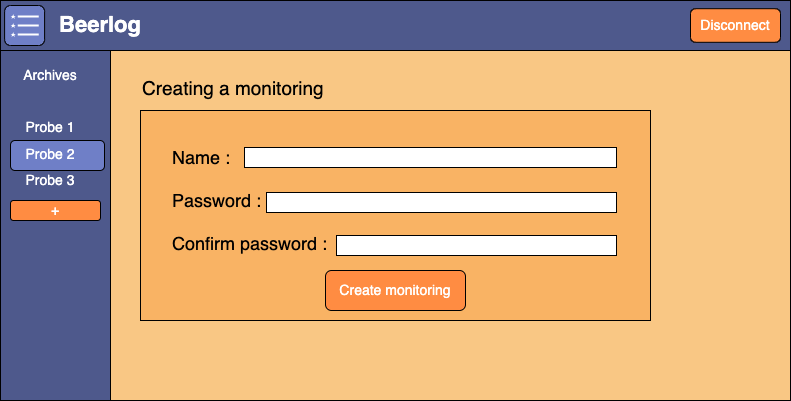 Beerlog
Disconnect
Archives
Probe 1
Probe 2
Probe 3
+
Creating a monitoring
Name :
Password :
Confirm password :
Create monitoring